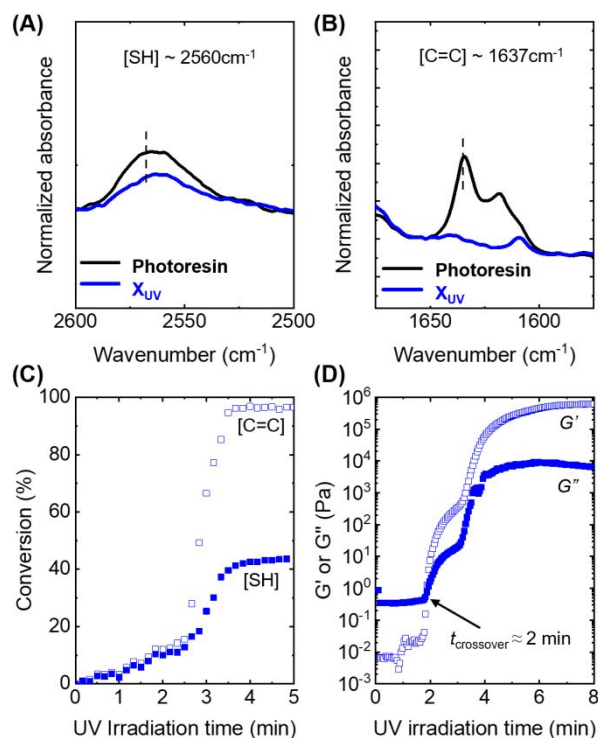 (A)
[SH] ~ 2560cm⁻¹
Normalized absorbance
Photoresin
X_UV
2600 2550 2500
Wavenumber (cm⁻¹)
(B)
[C=C] ~ 1637cm⁻¹
Normalized absorbance
Photoresin
X_UV
1650 1600
Wavenumber (cm⁻¹)
(C)
100
80
60
40
20
0
Conversion (%)
[C=C]
[SH]
0 1 2 3 4 5
UV Irradiation time (min)
(D)
10⁶
10⁵
10⁴
10³
10²
10¹
10⁰
10⁻¹
10⁻²
10⁻³
G' or G'' (Pa)
G'
G"
t_crossover ≈ 2 min
0 2 4 6 8
UV irradiation time (min)